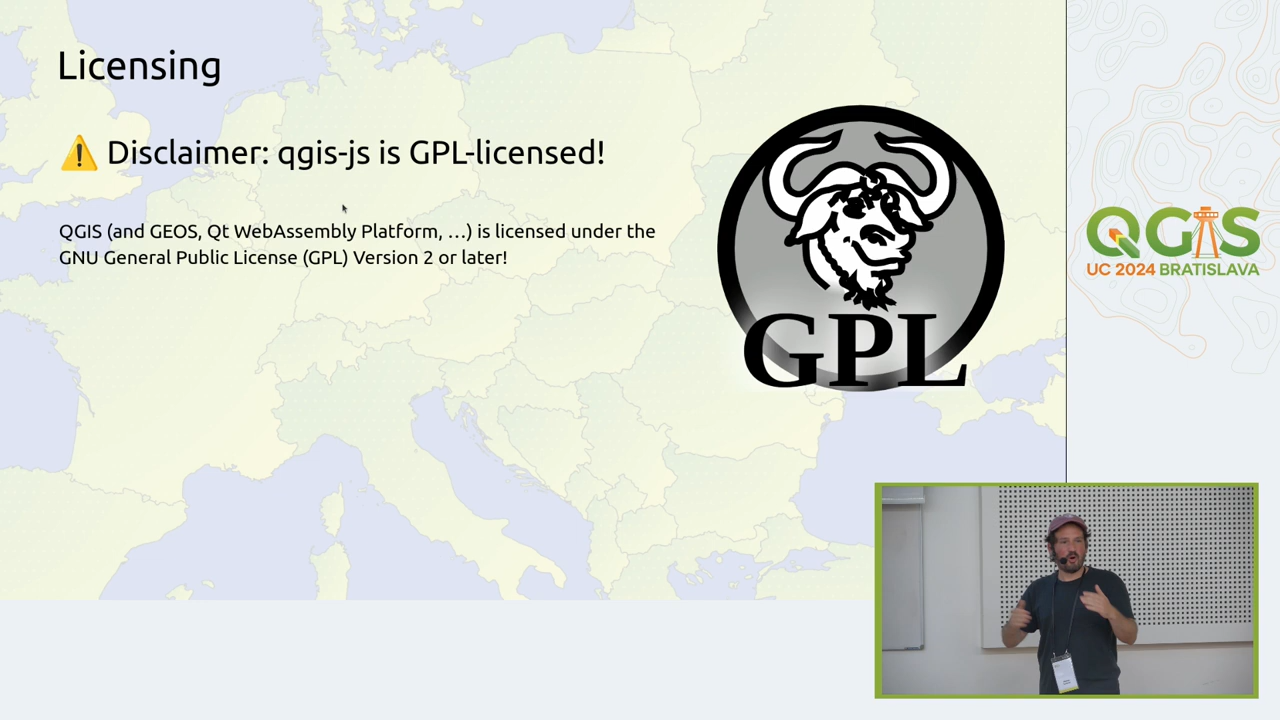 Licensing
⚠️ Disclaimer: qgis-js is GPL-licensed!
QGIS (and GEOS, Qt WebAssembly Platform, …) is licensed under the
GNU General Public License (GPL) Version 2 or later!
GPL
QGIS
UC 2024 BRATISLAVA